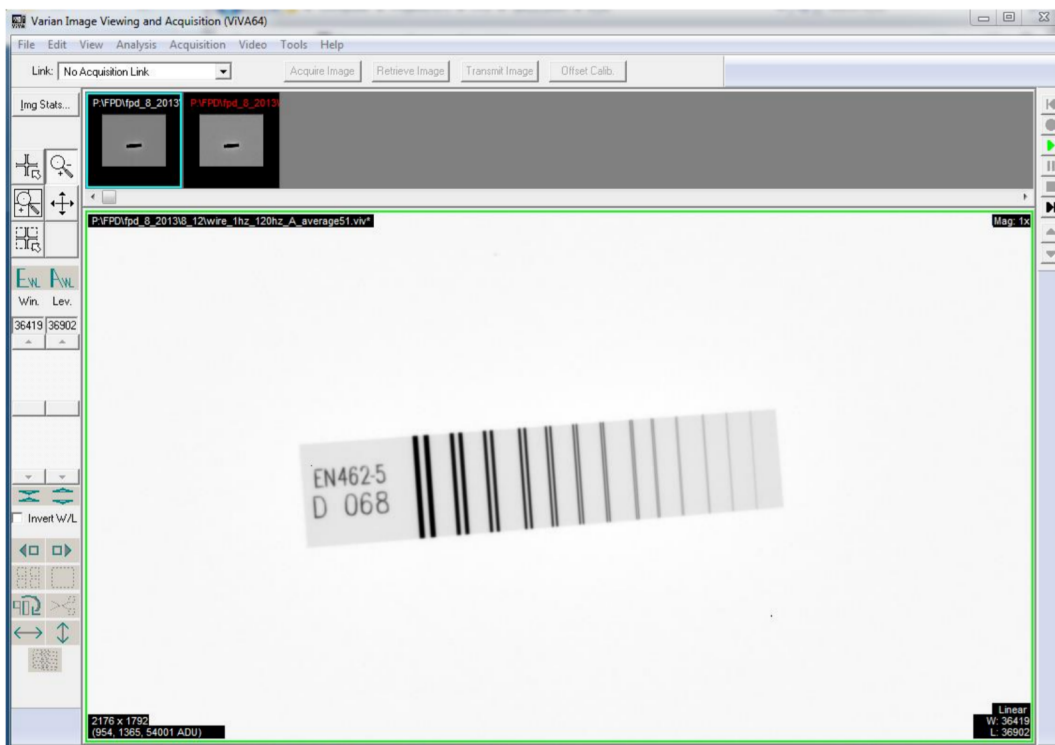 Varian Image Viewing and Acquisition (ViVA64)
File Edit View Analysis Acquisition Video Tools Help
Link: No Acquisition Link Acquire Image Retrieve Image Transmit Image Offset Calib.
Img Stats...
P:\FPD\fpd_8_2013\ P:\FPD\fpd_8_2013\
P:\FPD\fpd_8_2013\8_12\wire_1hz_120hz_A_average51.viv* Mag: 1x
E W/L A W/L
Win. Lev.
36419 36902
EN462-5
D 068
Invert W/L
2176 x 1792
(954, 1365, 54001 ADU)
Linear
W: 36419
L: 36902